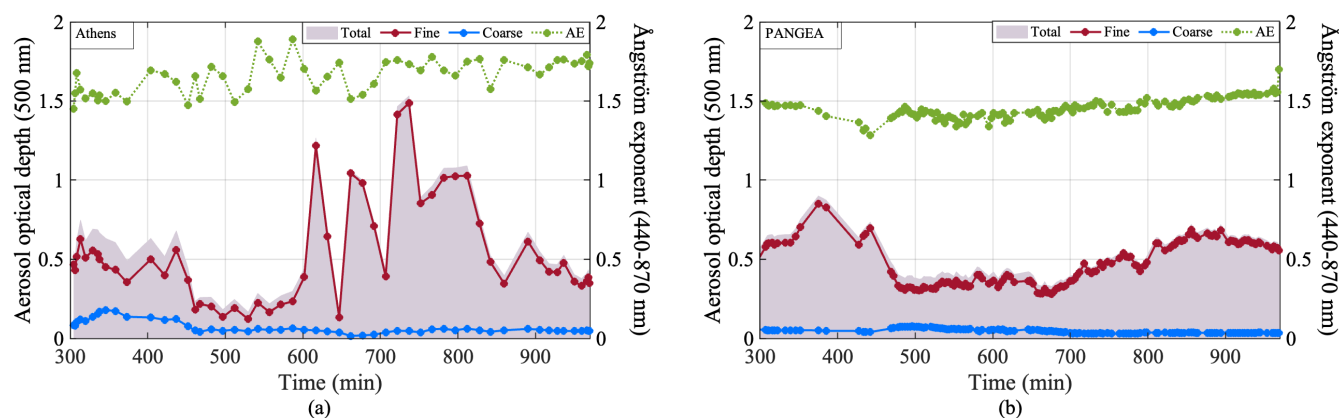 Athens
Total Fine Coarse AE
Aerosol optical depth (500 nm)
2
1.5
1
0.5
0
2
1.5
1
0.5
0
Ångström exponent (440-870 nm)
300 400 500 600 700 800 900
Time (min)
(a)
PANGEA
Total Fine Coarse AE
Aerosol optical depth (500 nm)
2
1.5
1
0.5
0
2
1.5
1
0.5
0
Ångström exponent (440-870 nm)
300 400 500 600 700 800 900
Time (min)
(b)